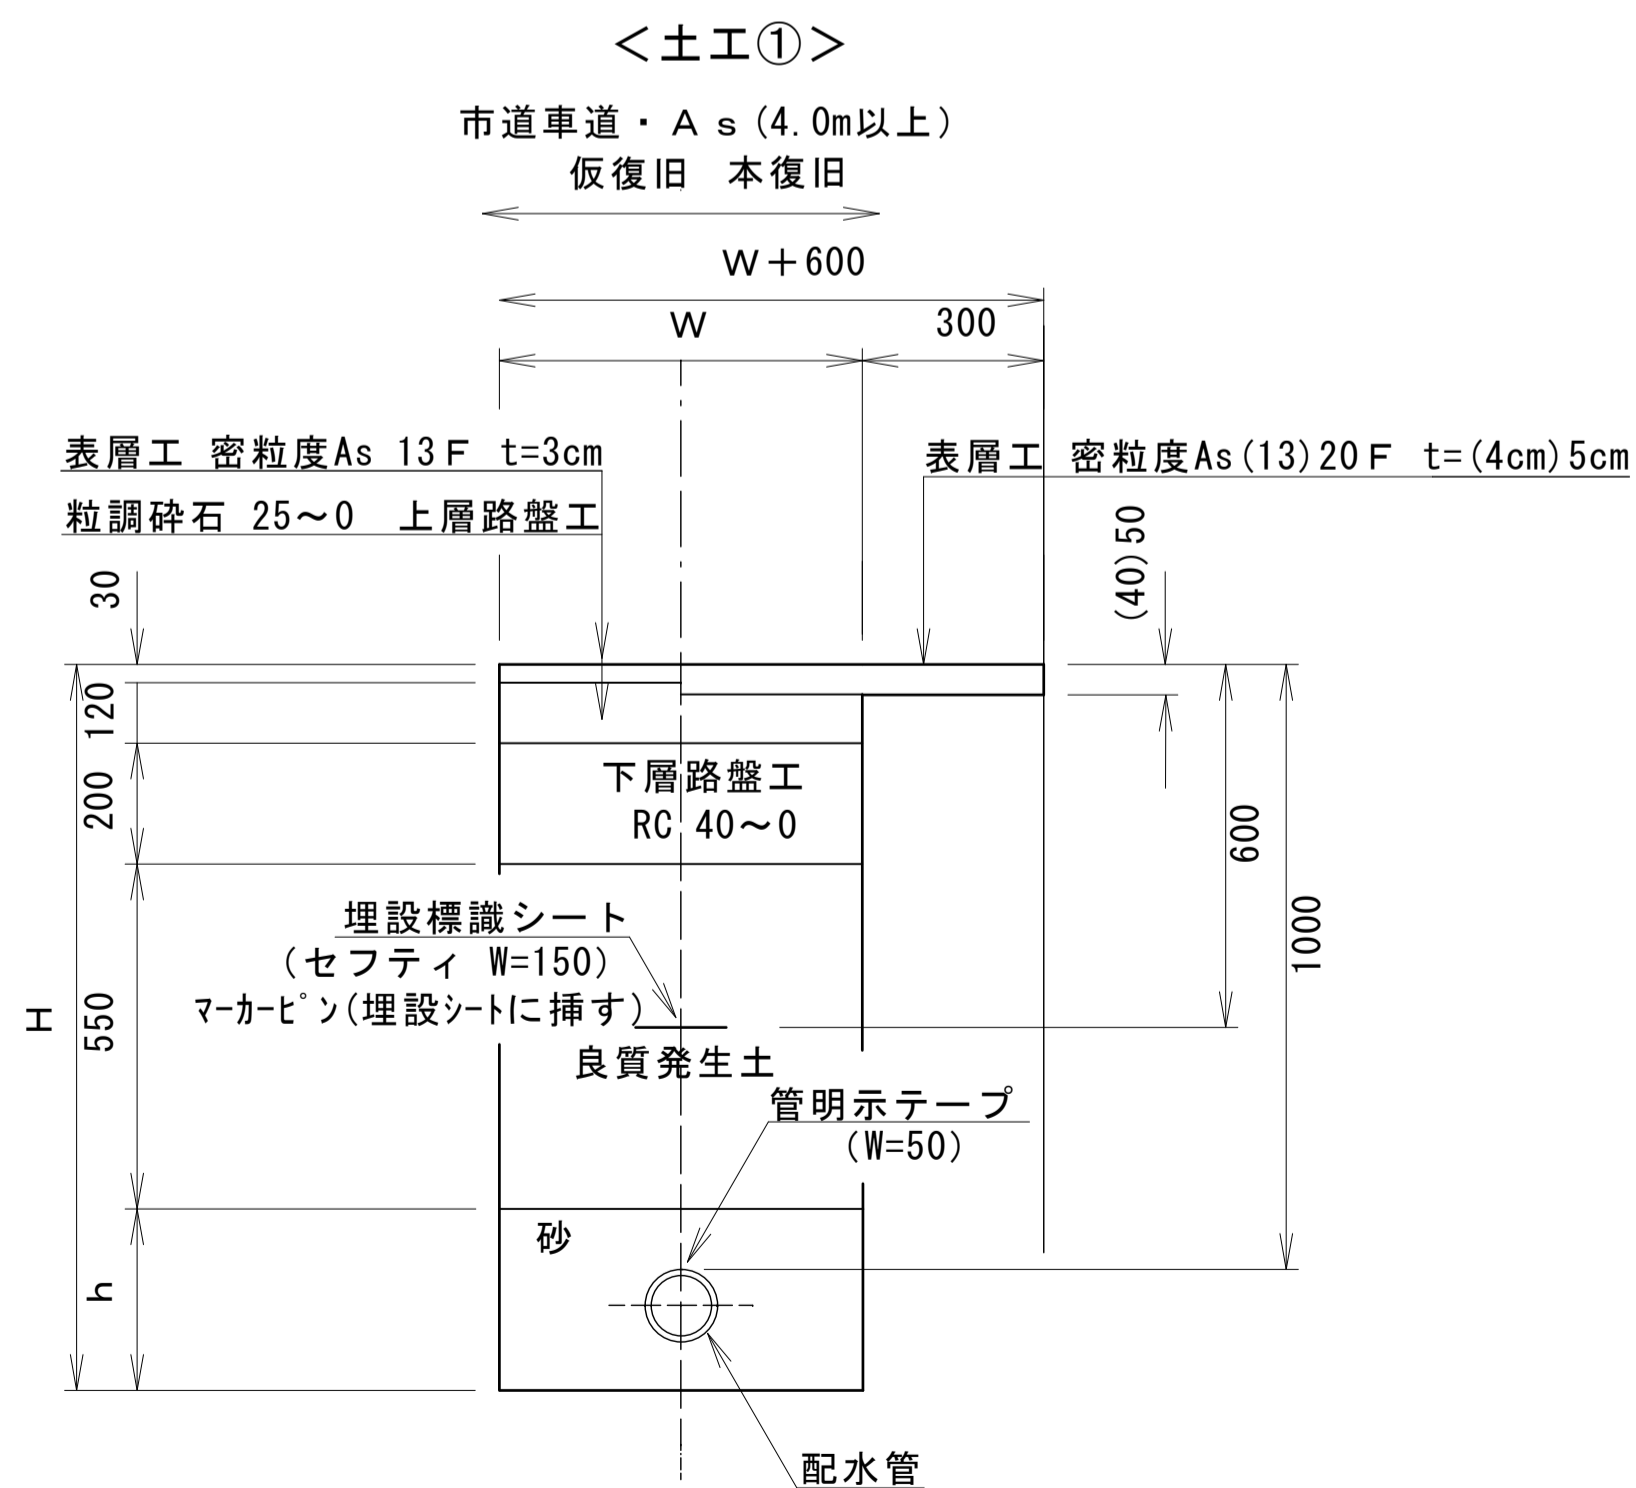 ＜土工①＞
市道車道・Ａｓ(4.0m以上)
仮復旧　本復旧
Ｗ＋600
Ｗ
300
表層工 密粒度As 13Ｆ t=3cm
粒調砕石 25～0　上層路盤工
表層工 密粒度As(13)20Ｆ t=(4cm)5cm
30
(40)50
120
200
下層路盤工
RC 40～0
600
1000
埋設標識シート
(セフティ W=150)
ﾏｰｶｰﾋﾟﾝ(埋設ｼｰﾄに挿す)
H
550
良質発生土
管明示テープ
(W=50)
砂
h
配水管